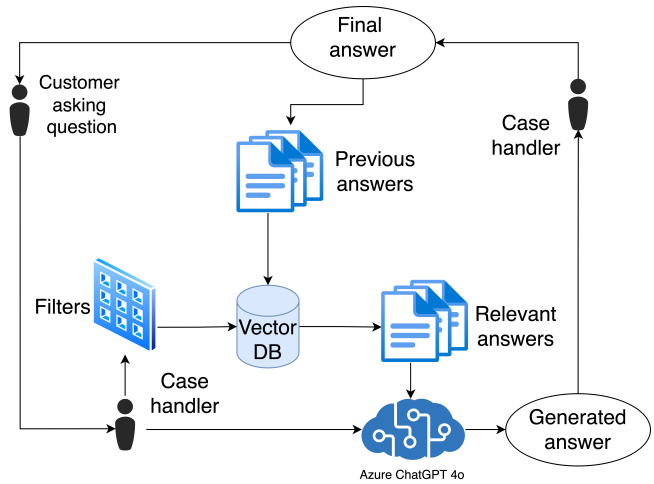 Final
answer
Customer
asking
question
Case
handler
Previous
answers
Filters
Vector
DB
Relevant
answers
Case
handler
Generated
answer
Azure ChatGPT 4o